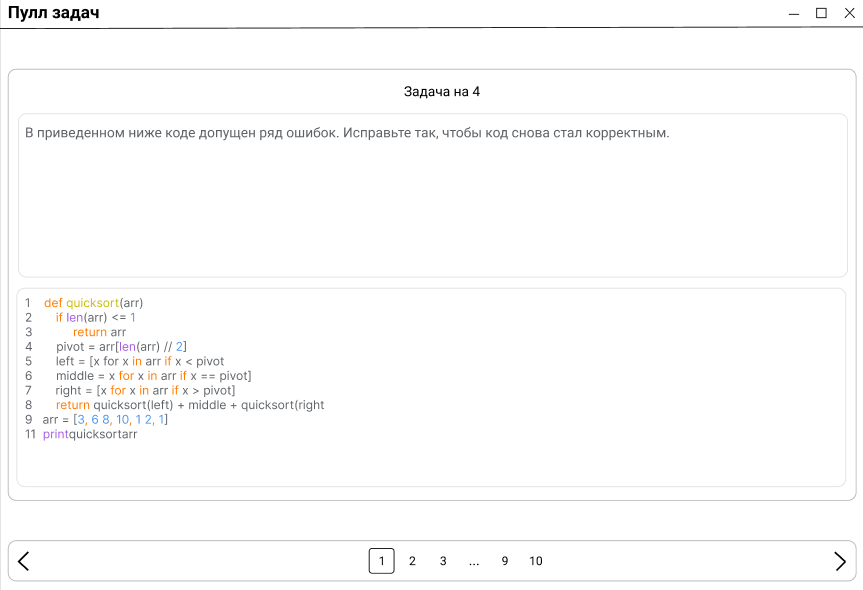 Пулл задач
Задача на 4
В приведенном ниже коде допущен ряд ошибок. Исправьте так, чтобы код снова стал корректным.
1 def quicksort(arr)
2 if len(arr) <= 1
3 return arr
4 pivot = arr[len(arr) // 2]
5 left = [x for x in arr if x < pivot
6 middle = x for x in arr if x == pivot]
7 right = [x for x in arr if x > pivot]
8 return quicksort(left) + middle + quicksort(right
9 arr = [3, 6 8, 10, 1 2, 1]
11 printquicksortarr
1 2 3 ... 9 10